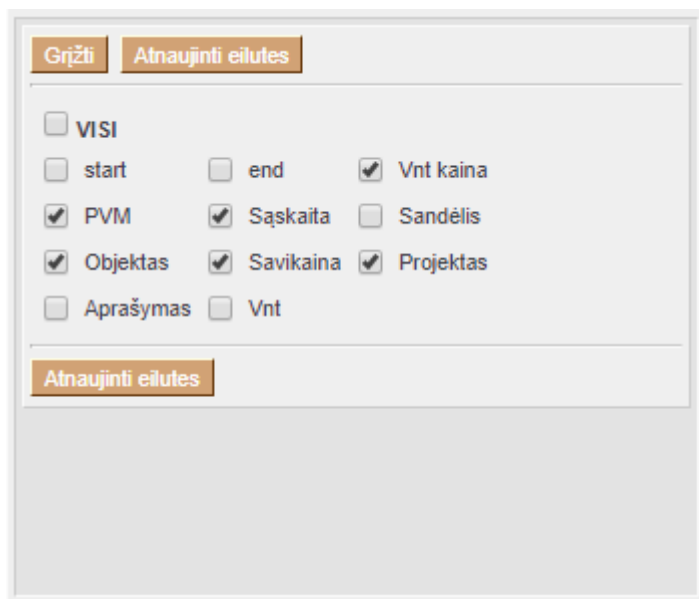 Grįžti Atnaujinti eilutes
VISI
start end Vnt kaina
PVM Sąskaita Sandėlis
Objektas Savikaina Projektas
Aprašymas Vnt
Atnaujinti eilutes